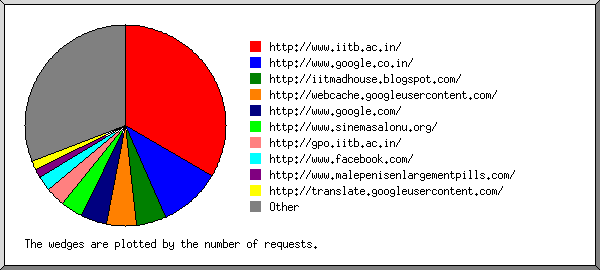 http://www.iitb.ac.in/
http://www.google.co.in/
http://iitmadhouse.blogspot.com/
http://webcache.googleusercontent.com/
http://www.google.com/
http://www.sinemasalonu.org/
http://gpo.iitb.ac.in/
http://www.facebook.com/
http://www.malepenisenlargementpills.com/
http://translate.googleusercontent.com/
Other
The wedges are plotted by the number of requests.